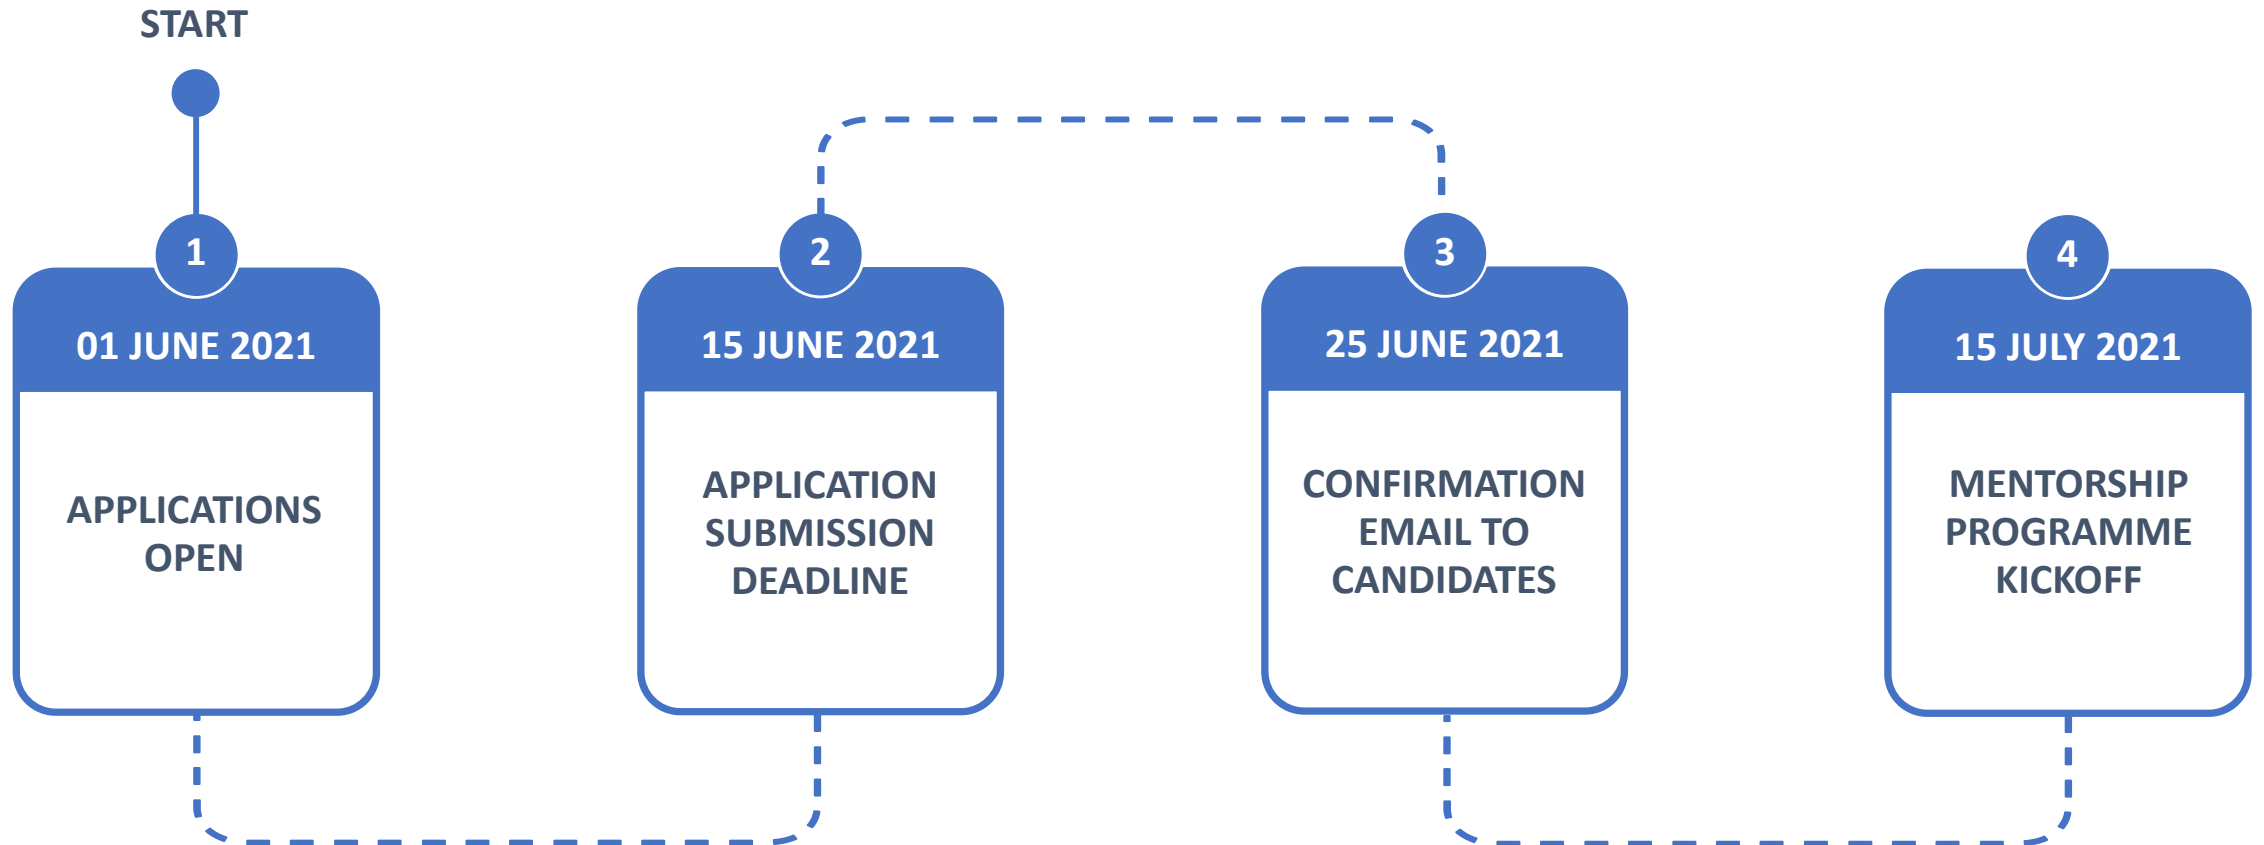 START
1
01 JUNE 2021
APPLICATIONS
OPEN
2
15 JUNE 2021
APPLICATION
SUBMISSION
DEADLINE
3
25 JUNE 2021
CONFIRMATION
EMAIL TO
CANDIDATES
4
15 JULY 2021
MENTORSHIP
PROGRAMME
KICKOFF